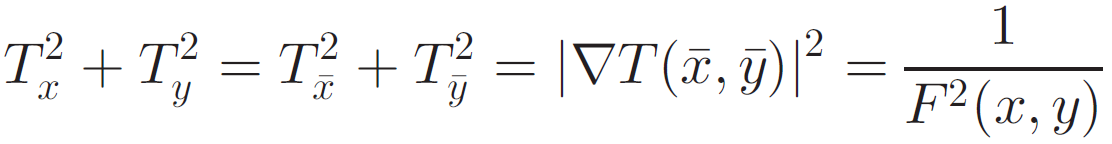 $T_x^2 + T_y^2 = T_{\bar{x}}^2 + T_{\bar{y}}^2 = |\nabla T(\bar{x}, \bar{y})|^2 = \frac{1}{F^2(x, y)}$